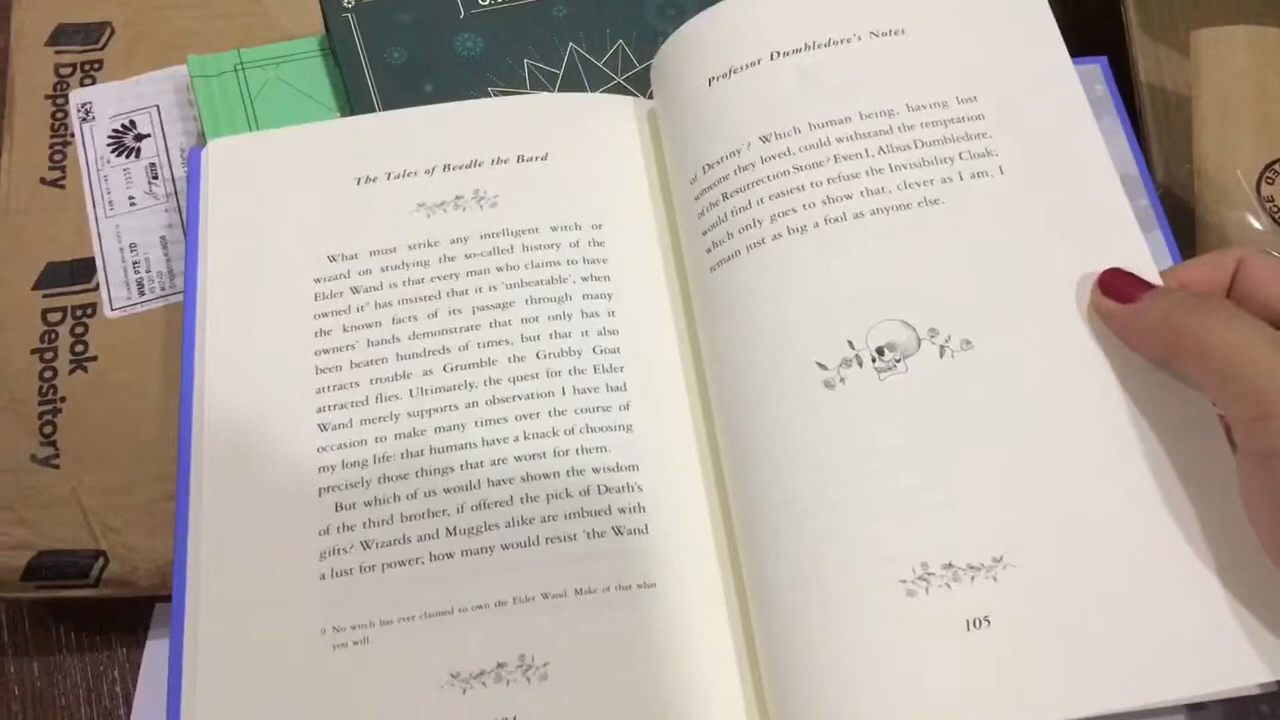 Book
Depository
Book
Depository
WMG PTE LTD
The Tales of Beedle the Bard
What must strike any intelligent witch or
wizard on studying the so-called history of the
Elder Wand is that every man who claims to have
owned it⁹ has insisted that it is ‘unbeatable’, when
the known facts of its passage through many
owners’ hands demonstrate that not only has it
been beaten hundreds of times, but that it also
attracts trouble as Grumble the Grubby Goat
attracted flies. Ultimately, the quest for the Elder
Wand merely supports an observation I have had
occasion to make many times over the course of
my long life: that humans have a knack of choosing
precisely those things that are worst for them.
But which of us would have shown the wisdom
of the third brother, if offered the pick of Death’s
gifts? Wizards and Muggles alike are imbued with
a lust for power; how many would resist ‘the Wand
9 No witch has ever claimed to own the Elder Wand. Make of that what
you will.
Professor Dumbledore’s Notes
of Destiny’? Which human being, having lost
someone they loved, could withstand the temptation
of the Resurrection Stone? Even I, Albus Dumbledore,
would find it easiest to refuse the Invisibility Cloak;
which only goes to show that, clever as I am, I
remain just as big a fool as anyone else.
105